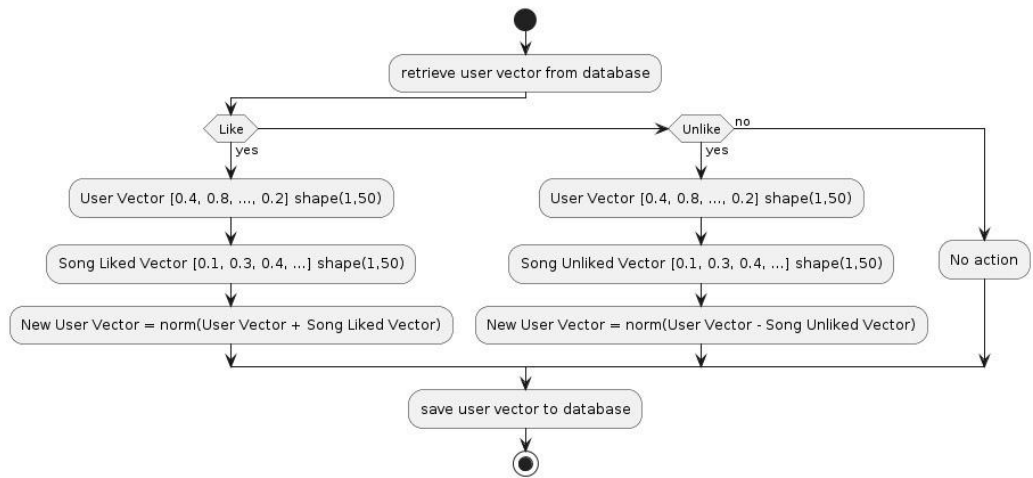 retrieve user vector from database
Like
yes
Unlike
yes
no
User Vector [0.4, 0.8, ..., 0.2] shape(1,50)
User Vector [0.4, 0.8, ..., 0.2] shape(1,50)
Song Liked Vector [0.1, 0.3, 0.4, ...] shape(1,50)
Song Unliked Vector [0.1, 0.3, 0.4, ...] shape(1,50)
No action
New User Vector = norm(User Vector + Song Liked Vector)
New User Vector = norm(User Vector - Song Unliked Vector)
save user vector to database